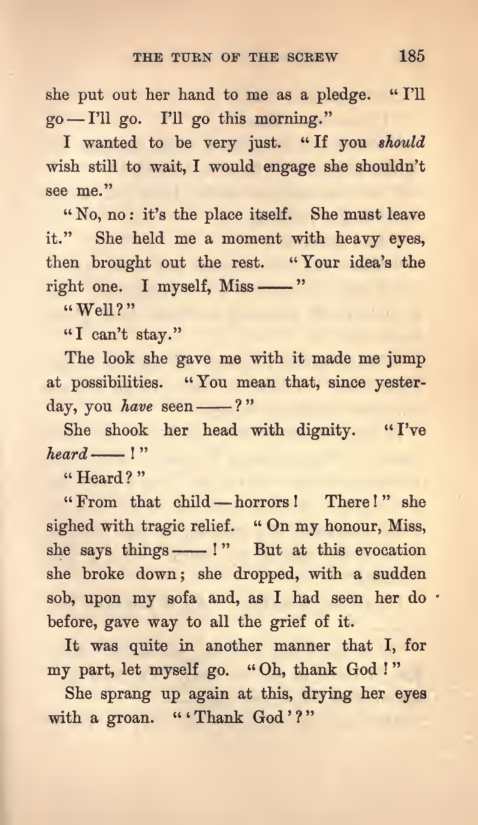 THE TURN OF THE SCREW 185
she put out her hand to me as a pledge. “I’ll
go — I’ll go. I’ll go this morning.”
I wanted to be very just. “If you should
wish still to wait, I would engage she shouldn’t
see me.”
“No, no: it’s the place itself. She must leave
it.” She held me a moment with heavy eyes,
then brought out the rest. “Your idea’s the
right one. I myself, Miss —— ”
“Well?”
“I can’t stay.”
The look she gave me with it made me jump
at possibilities. “You mean that, since yester-
day, you have seen —— ?”
She shook her head with dignity. “I’ve
heard —— !”
“Heard?”
“From that child — horrors! There!” she
sighed with tragic relief. “On my honour, Miss,
she says things —— !” But at this evocation
she broke down; she dropped, with a sudden
sob, upon my sofa and, as I had seen her do
before, gave way to all the grief of it.
It was quite in another manner that I, for
my part, let myself go. “Oh, thank God!”
She sprang up again at this, drying her eyes
with a groan. “‘Thank God’?”